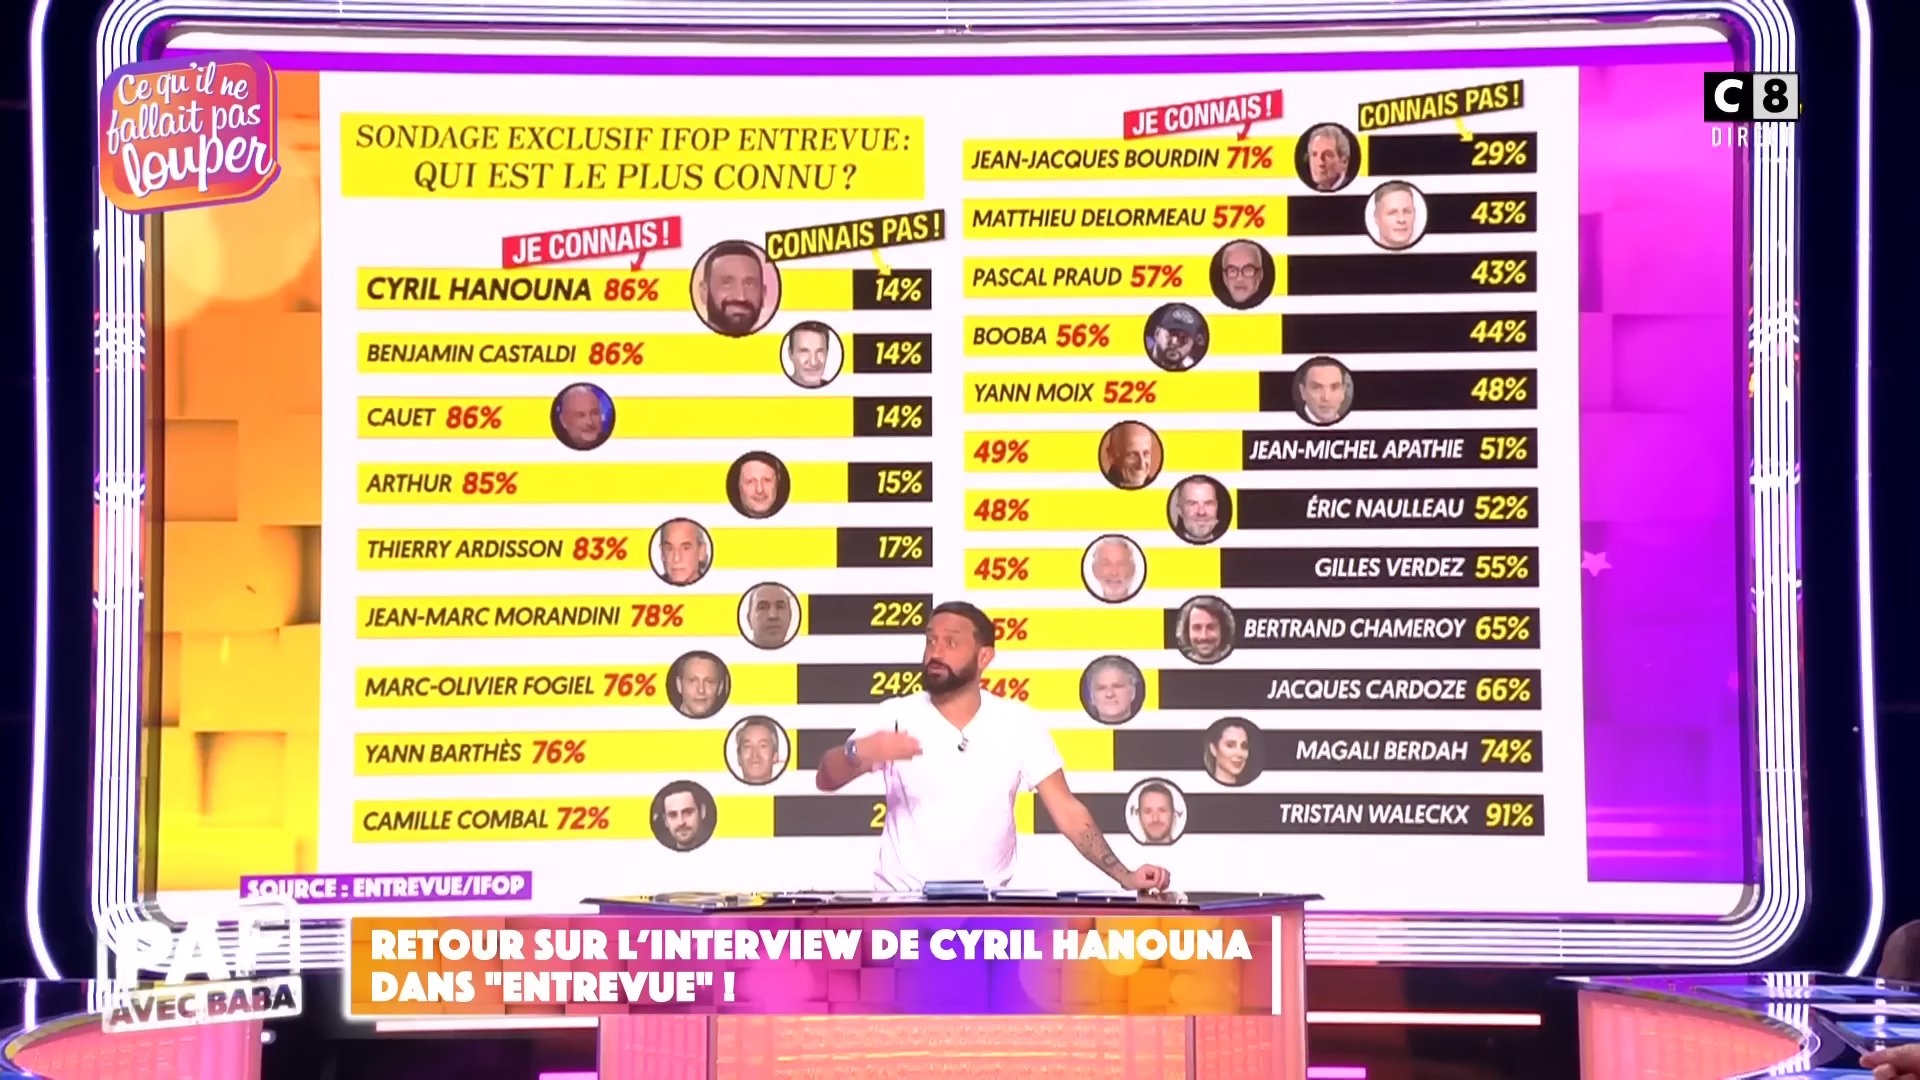 Ce qu'il ne
fallait pas
louper
C8
DIRECT
SONDAGE EXCLUSIF IFOP ENTREVUE:
QUI EST LE PLUS CONNU?
JE CONNAIS! CONNAIS PAS!
CYRIL HANOUNA 86% 14%
BENJAMIN CASTALDI 86% 14%
CAUET 86% 14%
ARTHUR 85% 15%
THIERRY ARDISSON 83% 17%
JEAN-MARC MORANDINI 78% 22%
MARC-OLIVIER FOGIEL 76% 24%
YANN BARTHÈS 76%
CAMILLE COMBAL 72% 2
JE CONNAIS! CONNAIS PAS!
JEAN-JACQUES BOURDIN 71% 29%
MATTHIEU DELORMEAU 57% 43%
PASCAL PRAUD 57% 43%
BOOBA 56% 44%
YANN MOIX 52% 48%
49% JEAN-MICHEL APATHIE 51%
48% ÉRIC NAULLEAU 52%
45% GILLES VERDEZ 55%
5% BERTRAND CHAMEROY 65%
4% JACQUES CARDOZE 66%
MAGALI BERDAH 74%
TRISTAN WALECKX 91%
SOURCE : ENTREVUE/IFOP
PAF
AVEC BABA
RETOUR SUR L'INTERVIEW DE CYRIL HANOUNA
DANS "ENTREVUE" !